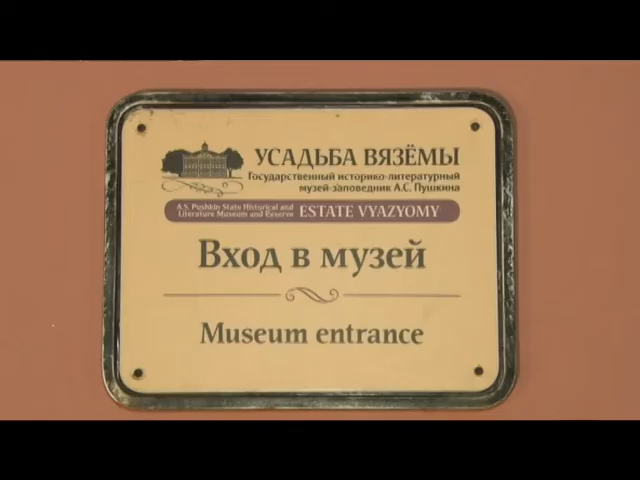 УСАДЬБА ВЯЗЁМЫ
Государственный историко-литературный
музей-заповедник А.С. Пушкина
A.S. Pushkin State Historical and
Literature Museum and Reserve
ESTATE VYAZYOMY
Вход в музей
Museum entrance